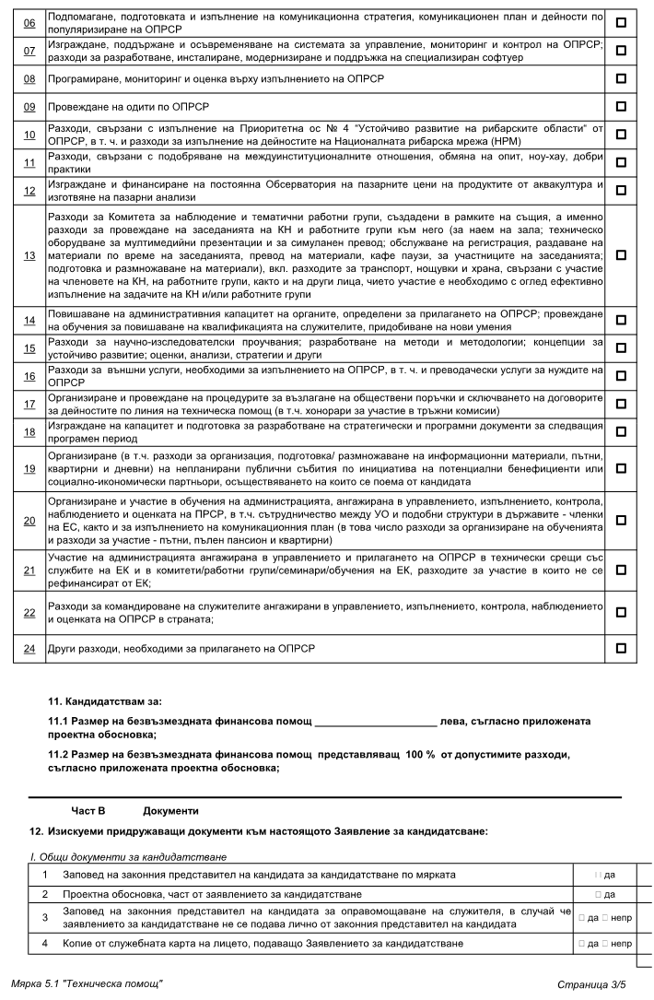 06 Подпомагане, подготовката и изпълнение на комуникационна стратегия, комуникационен план и дейности по
популяризиране на ОПРСР
07 Изграждане, поддържане и осъвременяване на системата за управление, мониторинг и контрол на ОПРСР;
разходи за разработване, инсталиране, модернизиране и поддръжка на специализиран софтуер
08 Програмиране, мониторинг и оценка върху изпълнението на ОПРСР
09 Провеждане на одити по ОПРСР
10 Разходи, свързани с изпълнение на Приоритетна ос № 4 “Устойчиво развитие на рибарските области“ от
ОПРСР, в т. ч. и разходи за изпълнение на дейностите на Националната рибарска мрежа (НРМ)
11 Разходи, свързани с подобряване на междуинституционалните отношения, обмяна на опит, ноу-хау, добри
практики
12 Изграждане и финансиране на постоянна Обсерватория на пазарните цени на продуктите от аквакултура и
изготвяне на пазарни анализи
13 Разходи за Комитета за наблюдение и тематични работни групи, създадени в рамките на същия, а именно
разходи за провеждане на заседанията на КН и работните групи към него (за наем на зала; техническо
оборудване за мултимедийни презентации и за симуланен превод; обслужване на регистрация, раздаване на
материали по време на заседанията, превод на материали, кафе паузи, за участниците на заседанията;
подготовка и размножаване на материали), вкл. разходите за транспорт, нощувки и храна, свързани с участие
на членовете на КН, на работните групи, както и на други лица, чието участие е необходимо с оглед ефективно
изпълнение на задачите на КН и/или работните групи
14 Повишаване на административния капацитет на органите, определени за прилагането на ОПРСР; провеждане
на обучения за повишаване на квалификацията на служителите, придобиване на нови умения
15 Разходи за научно-изследователски проучвания; разработване на методи и методологии; концепции за
устойчиво развитие; оценки, анализи, стратегии и други
16 Разходи за външни услуги, необходими за изпълнението на ОПРСР, в т. ч. и преводачески услуги за нуждите на
ОПРСР
17 Организиране и провеждане на процедурите за възлагане на обществени поръчки и сключването на договорите
за дейностите по линия на техническа помощ (в т.ч. хонорари за участие в тръжни комисии)
18 Изграждане на капацитет и подготовка за разработване на стратегически и програмни документи за следващия
програмен период
19 Организиране (в т.ч. разходи за организация, подготовка/ размножаване на информационни материали, пътни,
квартирни и дневни) на непланирани публични събития по инициатива на потенциални бенефициенти или
социално-икономически партньори, осъществяването на които се поема от кандидата
20 Организиране и участие в обучения на администрацията, ангажирана в управлението, изпълнението, контрола,
наблюдението и оценката на ПРСР, в т.ч. сътрудничество между УО и подобни структури в държавите - членки
на ЕС, както и за изпълнението на комуникационния план (в това число разходи за организиране на обученията
и разходи за участие - пътни, пълен пансион и квартирни)
21 Участие на администрацията ангажирана в управлението и прилагането на ОПРСР в технически срещи със
службите на ЕК и в комитети/работни групи/семинари/обучения на ЕК, разходите за участие в които не се
рефинансират от ЕК;
22 Разходи за командироване на служителите ангажирани в управлението, изпълнението, контрола, наблюдението
и оценката на ОПРСР в страната;
24 Други разходи, необходими за прилагането на ОПРСР
11. Кандидатствам за:
11.1 Размер на безвъзмездната финансова помощ ______________________ лева, съгласно приложената
проектна обосновка;
11.2 Размер на безвъзмездната финансова помощ представляващ 100 % от допустимите разходи,
съгласно приложената проектна обосновка;
Част В Документи
12. Изискуеми придружаващи документи към настоящото Заявление за кандидатсване:
I. Общи документи за кандидатстване
1 Заповед на законния представител на кандидата за кандидатстване по мярката да
2 Проектна обосновка, част от заявлението за кандидатстване □ да
3 Заповед на законния представител на кандидата за оправомощаване на служителя, в случай че
заявлението за кандидатстване не се подава лично от законния представител на кандидата □ да □ непр
4 Копие от служебната карта на лицето, подаващо Заявлението за кандидатстване □ да □ непр
Мярка 5.1 "Техническа помощ" Страница 3/5